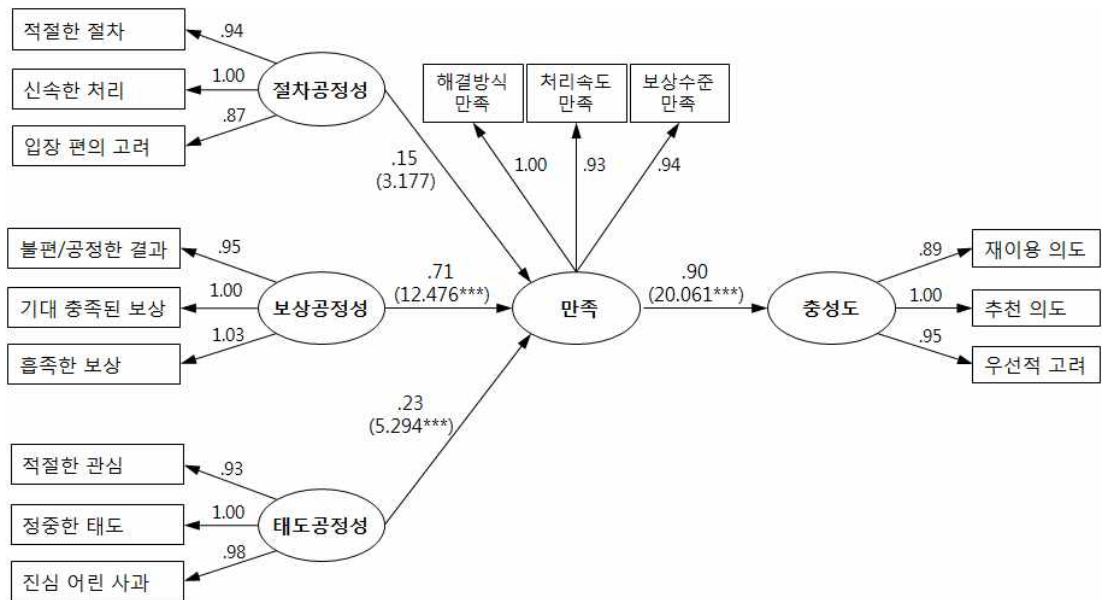 적절한 절차
신속한 처리
입장 편의 고려
.94
1.00
.87
절차공정성
해결방식
만족
처리속도
만족
보상수준
만족
1.00
.93
.94
.15
(3.177)
불편/공정한 결과
기대 충족된 보상
흡족한 보상
.95
1.00
1.03
보상공정성
.71
(12.476***)
만족
.90
(20.061***)
충성도
.89
1.00
.95
재이용 의도
추천 의도
우선적 고려
.23
(5.294***)
적절한 관심
정중한 태도
진심 어린 사과
.93
1.00
.98
태도공정성